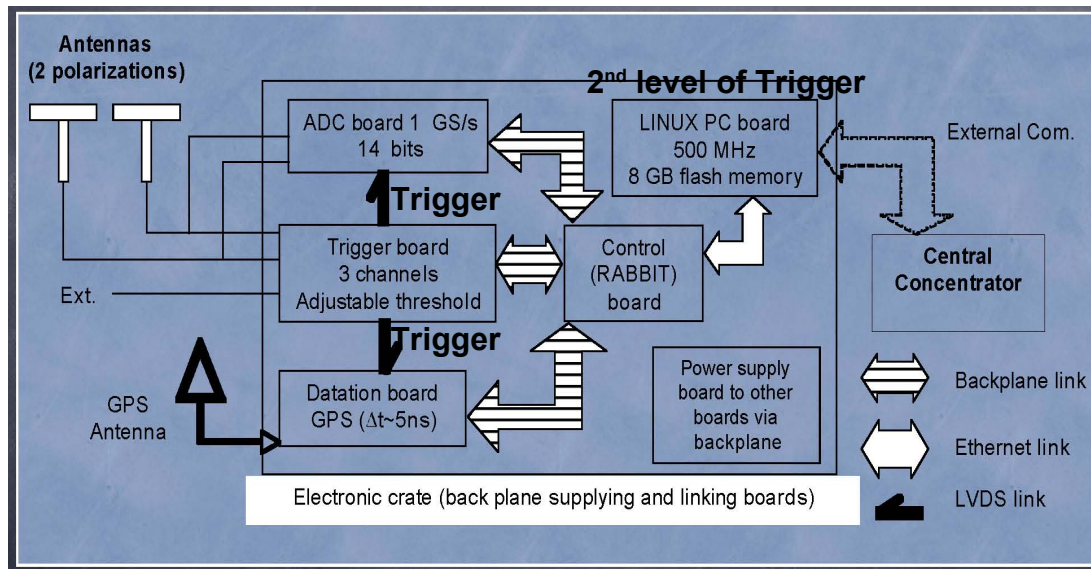 Antennas
(2 polarizations)
2nd level of Trigger
ADC board 1 GS/s
14 bits
LINUX PC board
500 MHz
8 GB flash memory
External Com.
Trigger
Trigger board
3 channels
Adjustable threshold
Control
(RABBIT)
board
Central
Concentrator
Ext.
Trigger
Datation board
GPS (Δt~5ns)
GPS
Antenna
Power supply
board to other
boards via
backplane
Backplane link
Ethernet link
LVDS link
Electronic crate (back plane supplying and linking boards)